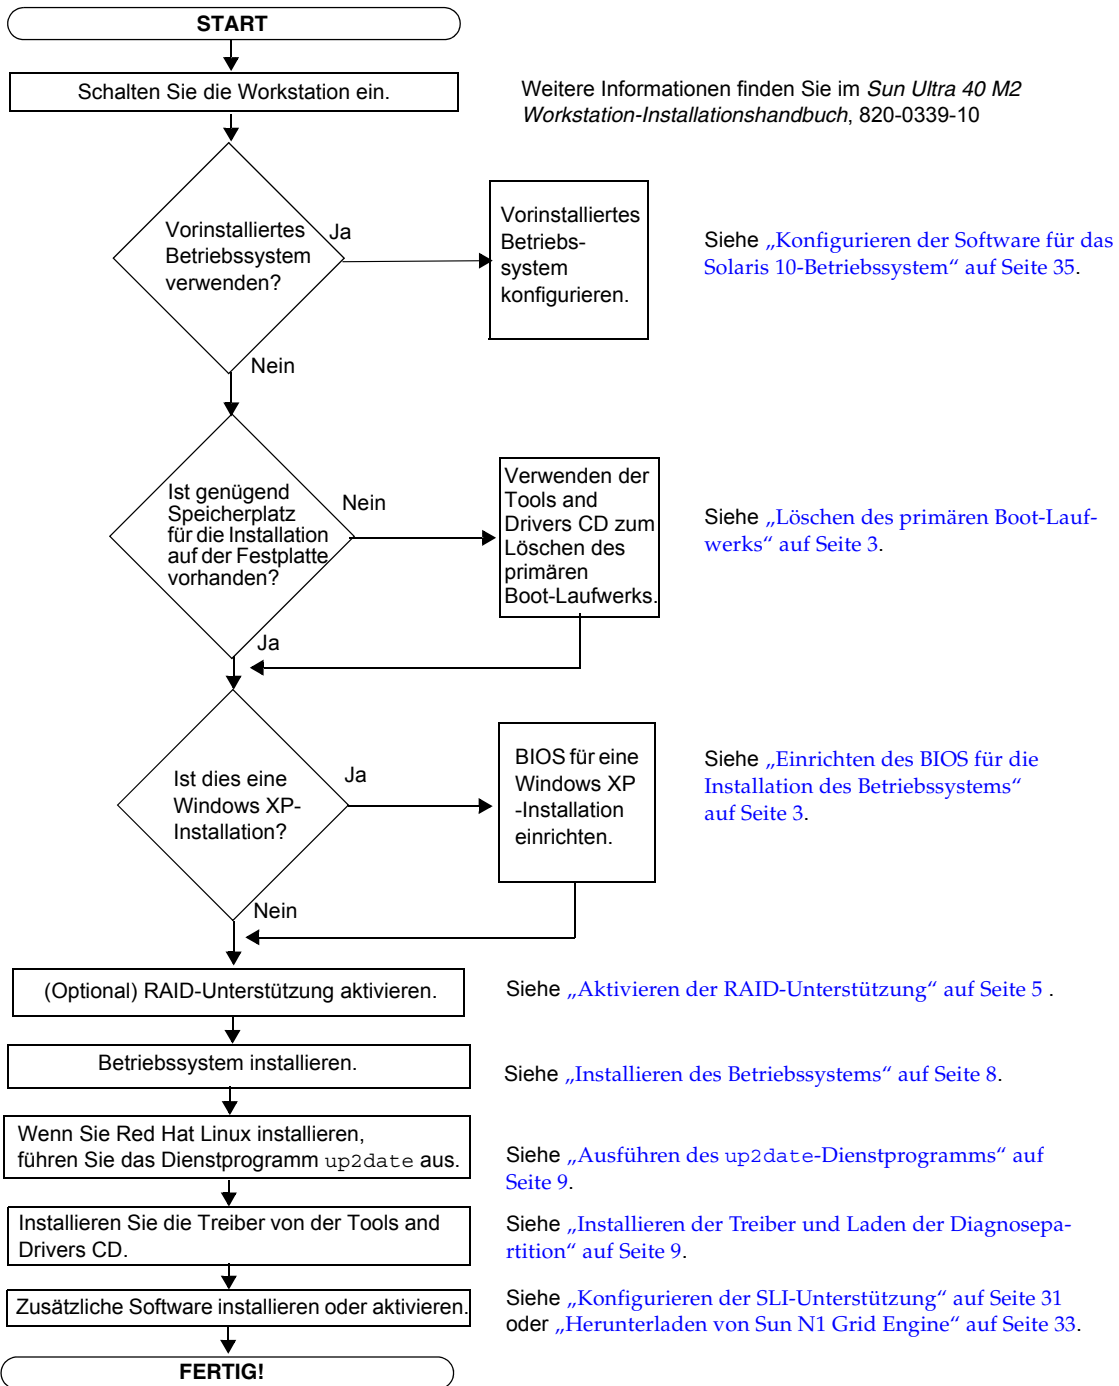 START
Schalten Sie die Workstation ein.
Weitere Informationen finden Sie im Sun Ultra 40 M2
Workstation-Installationshandbuch, 820-0339-10
Vorinstalliertes
Betriebssystem
verwenden?
Ja
Vorinstalliertes
Betriebs-
system
konfigurieren.
Siehe „Konfigurieren der Software für das
Solaris 10-Betriebssystem“ auf Seite 35.
Nein
Ist genügend
Speicherplatz
für die Installation
auf der Festplatte
vorhanden?
Nein
Verwenden der
Tools and
Drivers CD zum
Löschen des
primären
Boot-Laufwerks.
Siehe „Löschen des primären Boot-Lauf-
werks“ auf Seite 3.
Ja
Ist dies eine
Windows XP-
Installation?
Ja
BIOS für eine
Windows XP
-Installation
einrichten.
Siehe „Einrichten des BIOS für die
Installation des Betriebssystems“
auf Seite 3.
Nein
(Optional) RAID-Unterstützung aktivieren.
Siehe „Aktivieren der RAID-Unterstützung“ auf Seite 5 .
Betriebssystem installieren.
Siehe „Installieren des Betriebssystems“ auf Seite 8.
Wenn Sie Red Hat Linux installieren,
führen Sie das Dienstprogramm up2date aus.
Siehe „Ausführen des up2date-Dienstprogramms“ auf
Seite 9.
Installieren Sie die Treiber von der Tools and
Drivers CD.
Siehe „Installieren der Treiber und Laden der Diagnosepa-
rtition“ auf Seite 9.
Zusätzliche Software installieren oder aktivieren.
Siehe „Konfigurieren der SLI-Unterstützung“ auf Seite 31
oder „Herunterladen von Sun N1 Grid Engine“ auf Seite 33.
FERTIG!